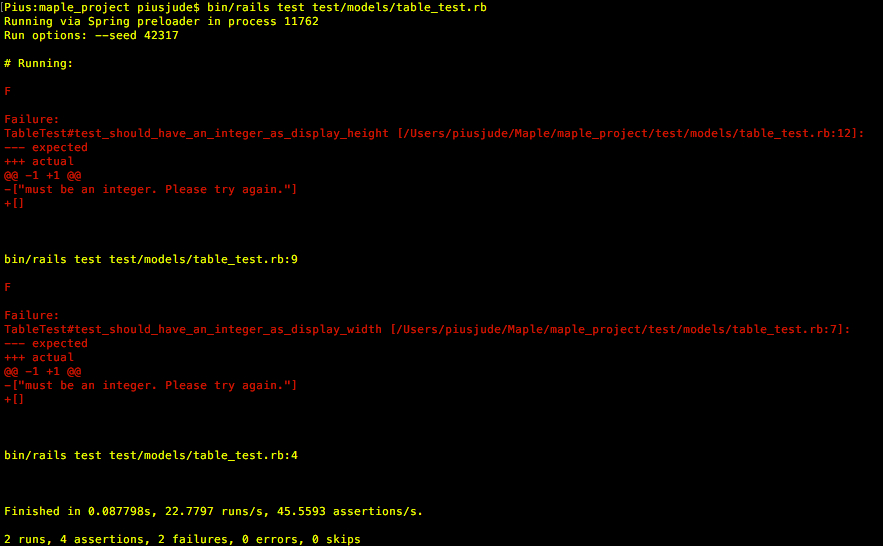 [Pius:maple_project piusjude$ bin/rails test test/models/table_test.rb
Running via Spring preloader in process 11762
Run options: --seed 42317
# Running:
F
Failure:
TableTest#test_should_have_an_integer_as_display_height [/Users/piusjude/Maple/maple_project/test/models/table_test.rb:12]:
--- expected
+++ actual
@@ -1 +1 @@
-["must be an integer. Please try again."]
+[]
bin/rails test test/models/table_test.rb:9
F
Failure:
TableTest#test_should_have_an_integer_as_display_width [/Users/piusjude/Maple/maple_project/test/models/table_test.rb:7]:
--- expected
+++ actual
@@ -1 +1 @@
-["must be an integer. Please try again."]
+[]
bin/rails test test/models/table_test.rb:4
Finished in 0.087798s, 22.7797 runs/s, 45.5593 assertions/s.
2 runs, 4 assertions, 2 failures, 0 errors, 0 skips